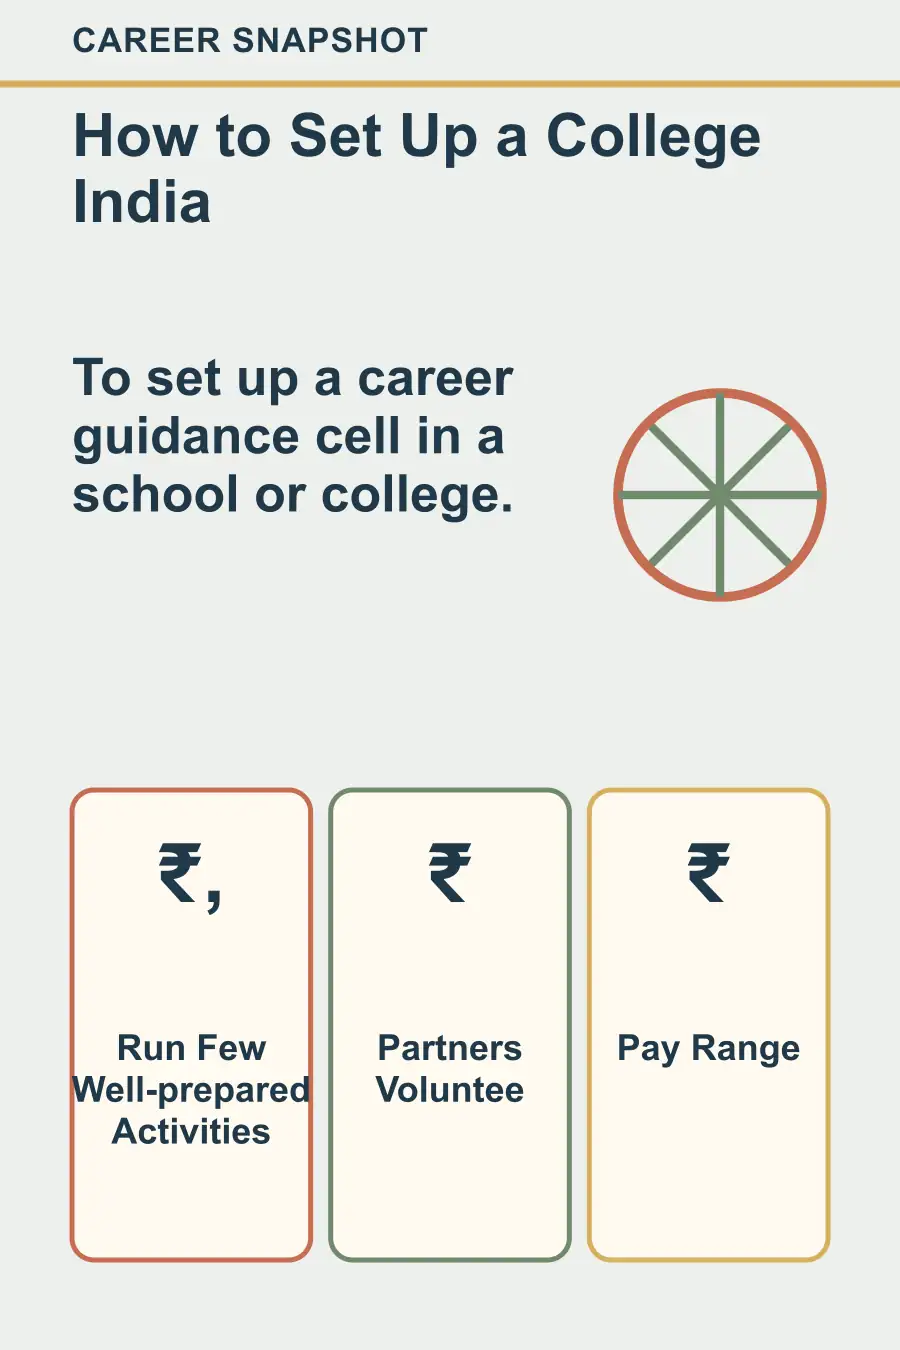 CAREER SNAPSHOT
How to Set Up a College
India
To set up a career
guidance cell in a
school or college.
₹,
Run Few
Well-prepared
Activities
₹
Partners
Voluntee
₹
Pay Range